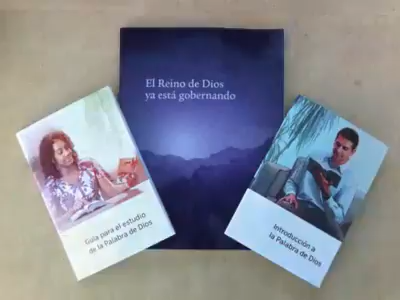 El Reino de Dios
ya está gobernando
Guía para el estudio
de la Palabra de Dios
Introducción a
la Palabra de Dios